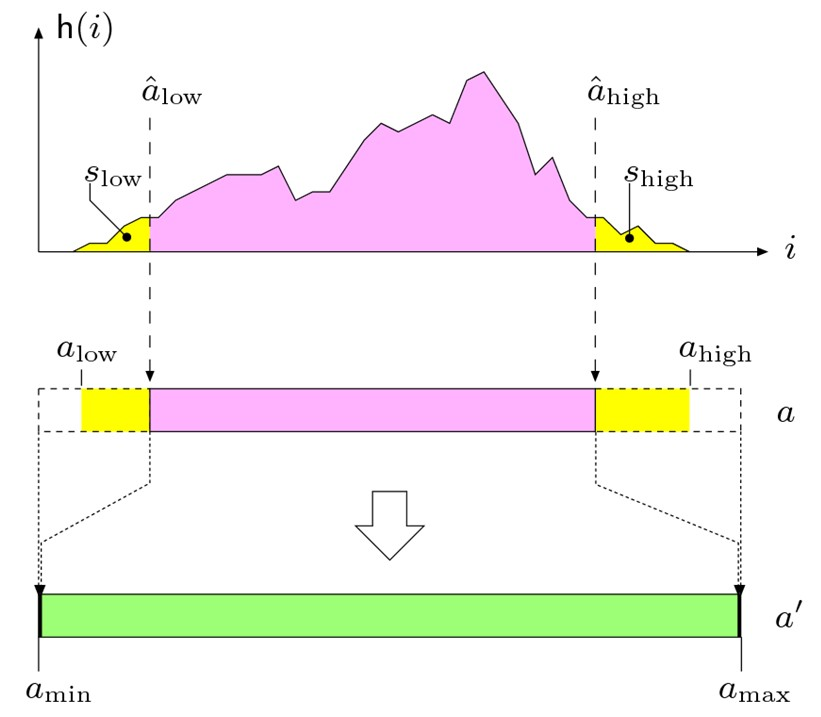 h(i)
â_low
â_high
s_low
s_high
i
a_low
a_high
a
a′
a_min
a_max